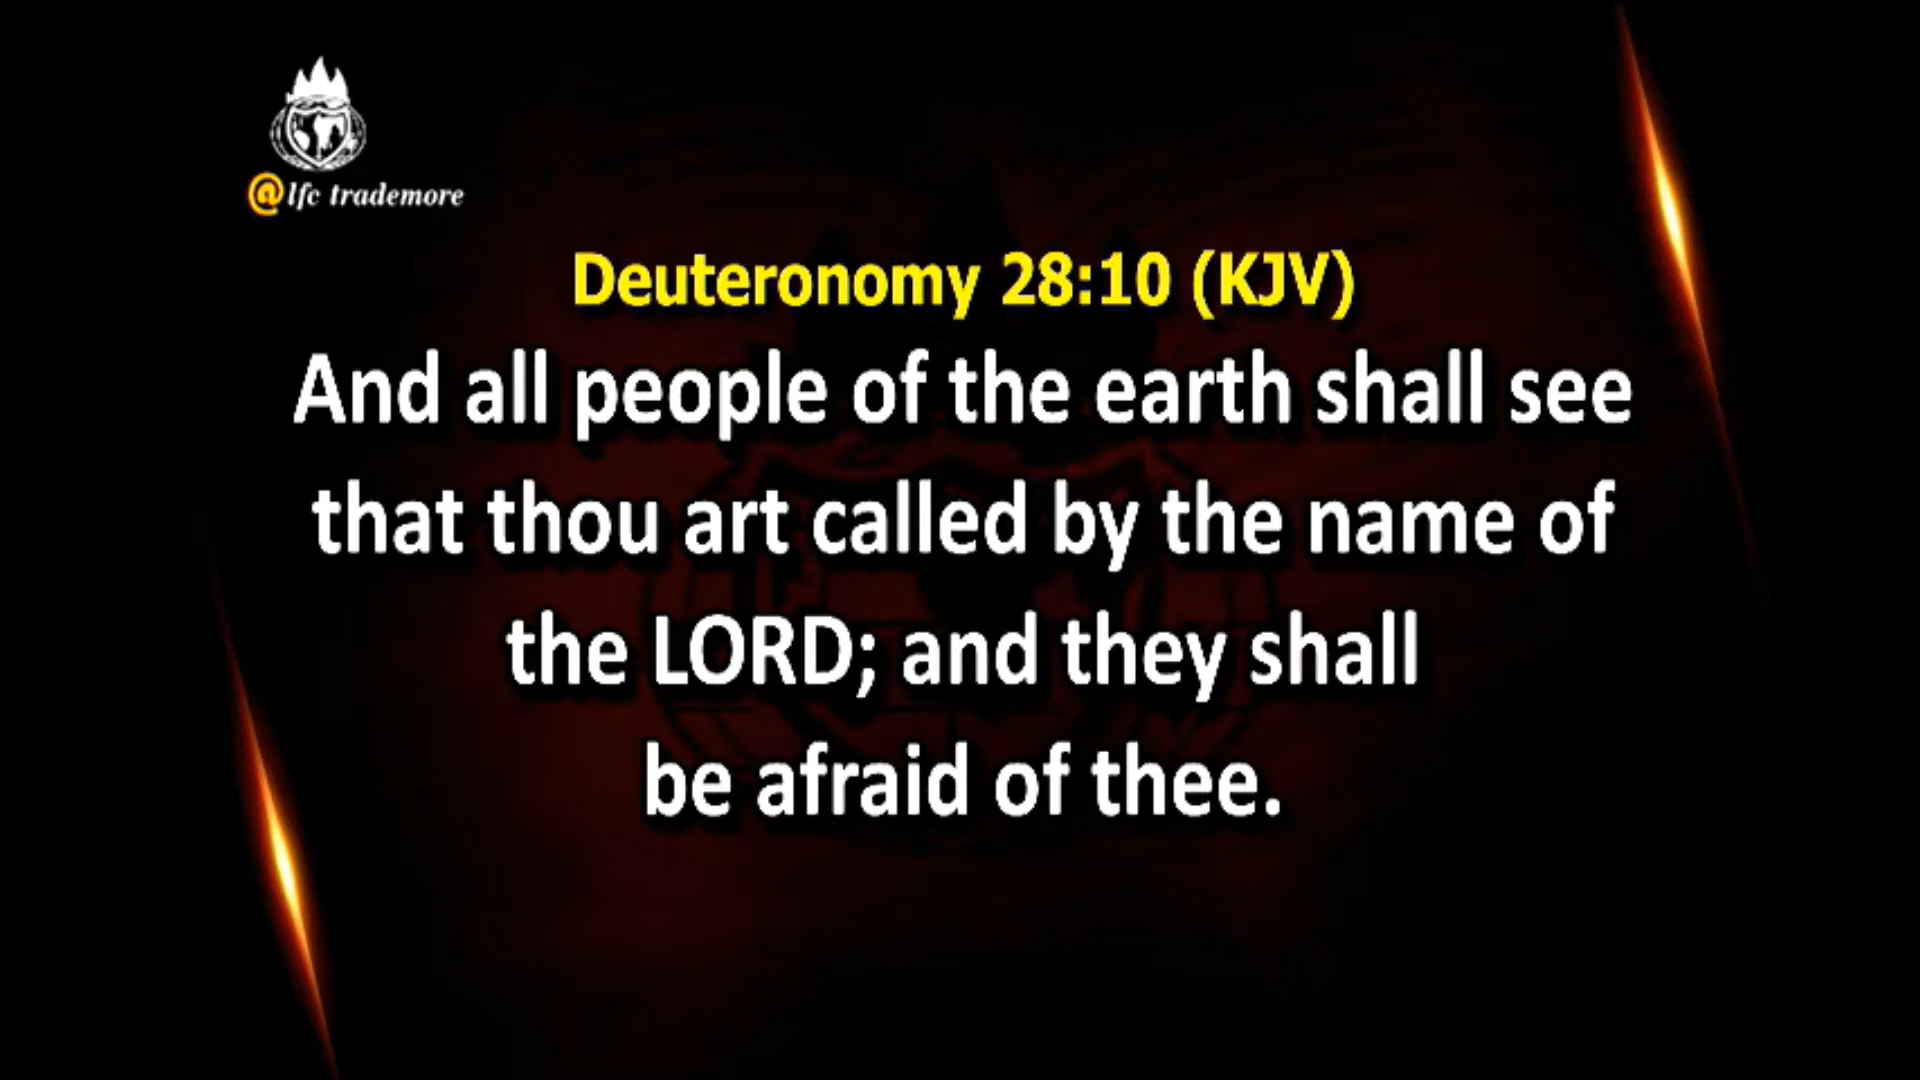 @lfc trademore
Deuteronomy 28:10 (KJV)
And all people of the earth shall see
that thou art called by the name of
the LORD; and they shall
be afraid of thee.